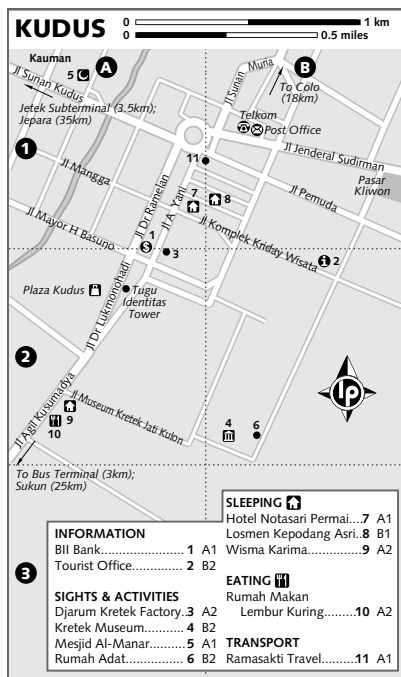 KUDUS
0 1 km
0 0.5 miles
Kauman
5
A
B
Jl Sunan Kudus
Jl Sunan Muria
To Colo
(18km)
Jetek Subterminal (3.5km);
Jepara (35km)
Telkom
Post Office
1
11
Jl Jenderal Sudirman
Jl Mangga
Jl Dr Ramelan
Jl A Yani
7
8
Jl Pemuda
Pasar
Kliwon
Jl Mayor H Basuno
1
$
3
Jl Komplek Kriday Wisata
2
Plaza Kudus
Jl Dr Lukmonohadi
Tugu
Identitas
Tower
2
lp
Jl Agil Kusumadya
Jl Museum Kretek Jati Kulon
9
10
4
6
To Bus Terminal (3km);
Sukun (25km)
3
INFORMATION
BII Bank.................... 1 A1
Tourist Office.............. 2 B2
SIGHTS & ACTIVITIES
Djarum Kretek Factory..3 A2
Kretek Museum........... 4 B2
Mesjid Al-Manar.......... 5 A1
Rumah Adat................ 6 B2
SLEEPING
Hotel Notasari Permai....7 A1
Losmen Kepodang Asri..8 B1
Wisma Karima..............9 A2
EATING
Rumah Makan
Lembur Kuring.........10 A2
TRANSPORT
Ramasakti Travel.........11 A1